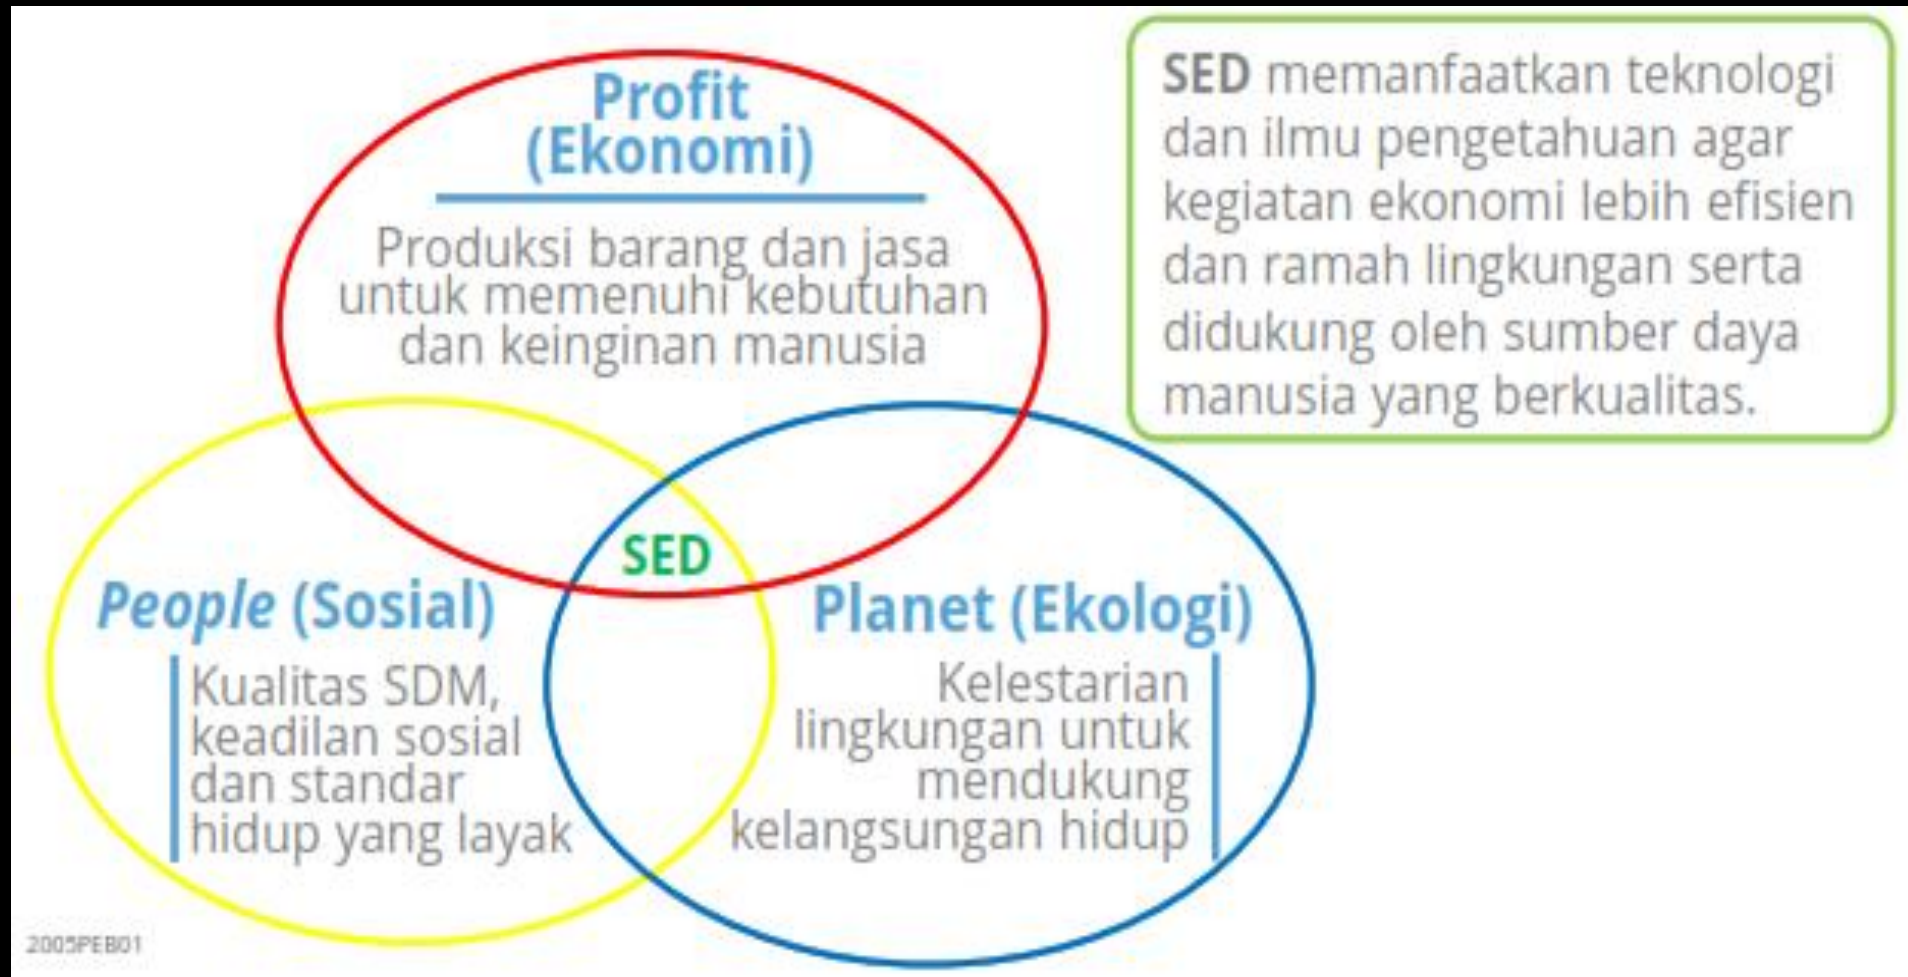 Profit
(Ekonomi)
Produksi barang dan jasa
untuk memenuhi kebutuhan
dan keinginan manusia
SED memanfaatkan teknologi
dan ilmu pengetahuan agar
kegiatan ekonomi lebih efisien
dan ramah lingkungan serta
didukung oleh sumber daya
manusia yang berkualitas.
SED
People (Sosial)
Kualitas SDM,
keadilan sosial
dan standar
hidup yang layak
Planet (Ekologi)
Kelestarian
lingkungan untuk
mendukung
kelangsungan hidup
2005PEB01